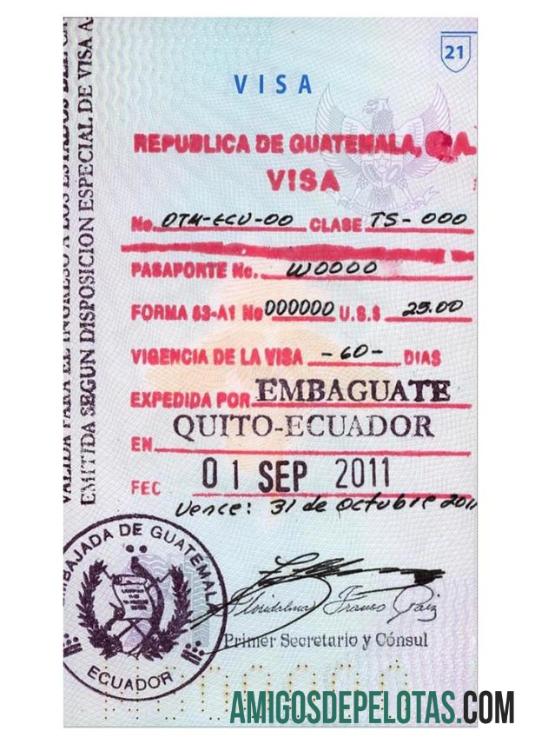 21
VISA
REPUBLICA DE GUATEMALA, C.A.
VISA
No. OTM-ECU-00 CLASE TS-000
PASAPORTE No. W0000
FORMA 63-A1 No 000000 U.S.$ 25.00
VIGENCIA DE LA VISA -60- DIAS
EXPEDIDA POR EMBAGUATE
EN QUITO-ECUADOR
FEC 01 SEP 2011
Vence: 31 de octubre 2011
Primer Secretario y Cónsul
EMBAJADA DE GUATEMALA
ECUADOR
VALIDA PARA EL INGRESO A LOS ESTADOS DEL CA
EMITIDA SEGUN DISPOSICION ESPECIAL DE VISA A.
AMIGOSDEPELOTAS.COM